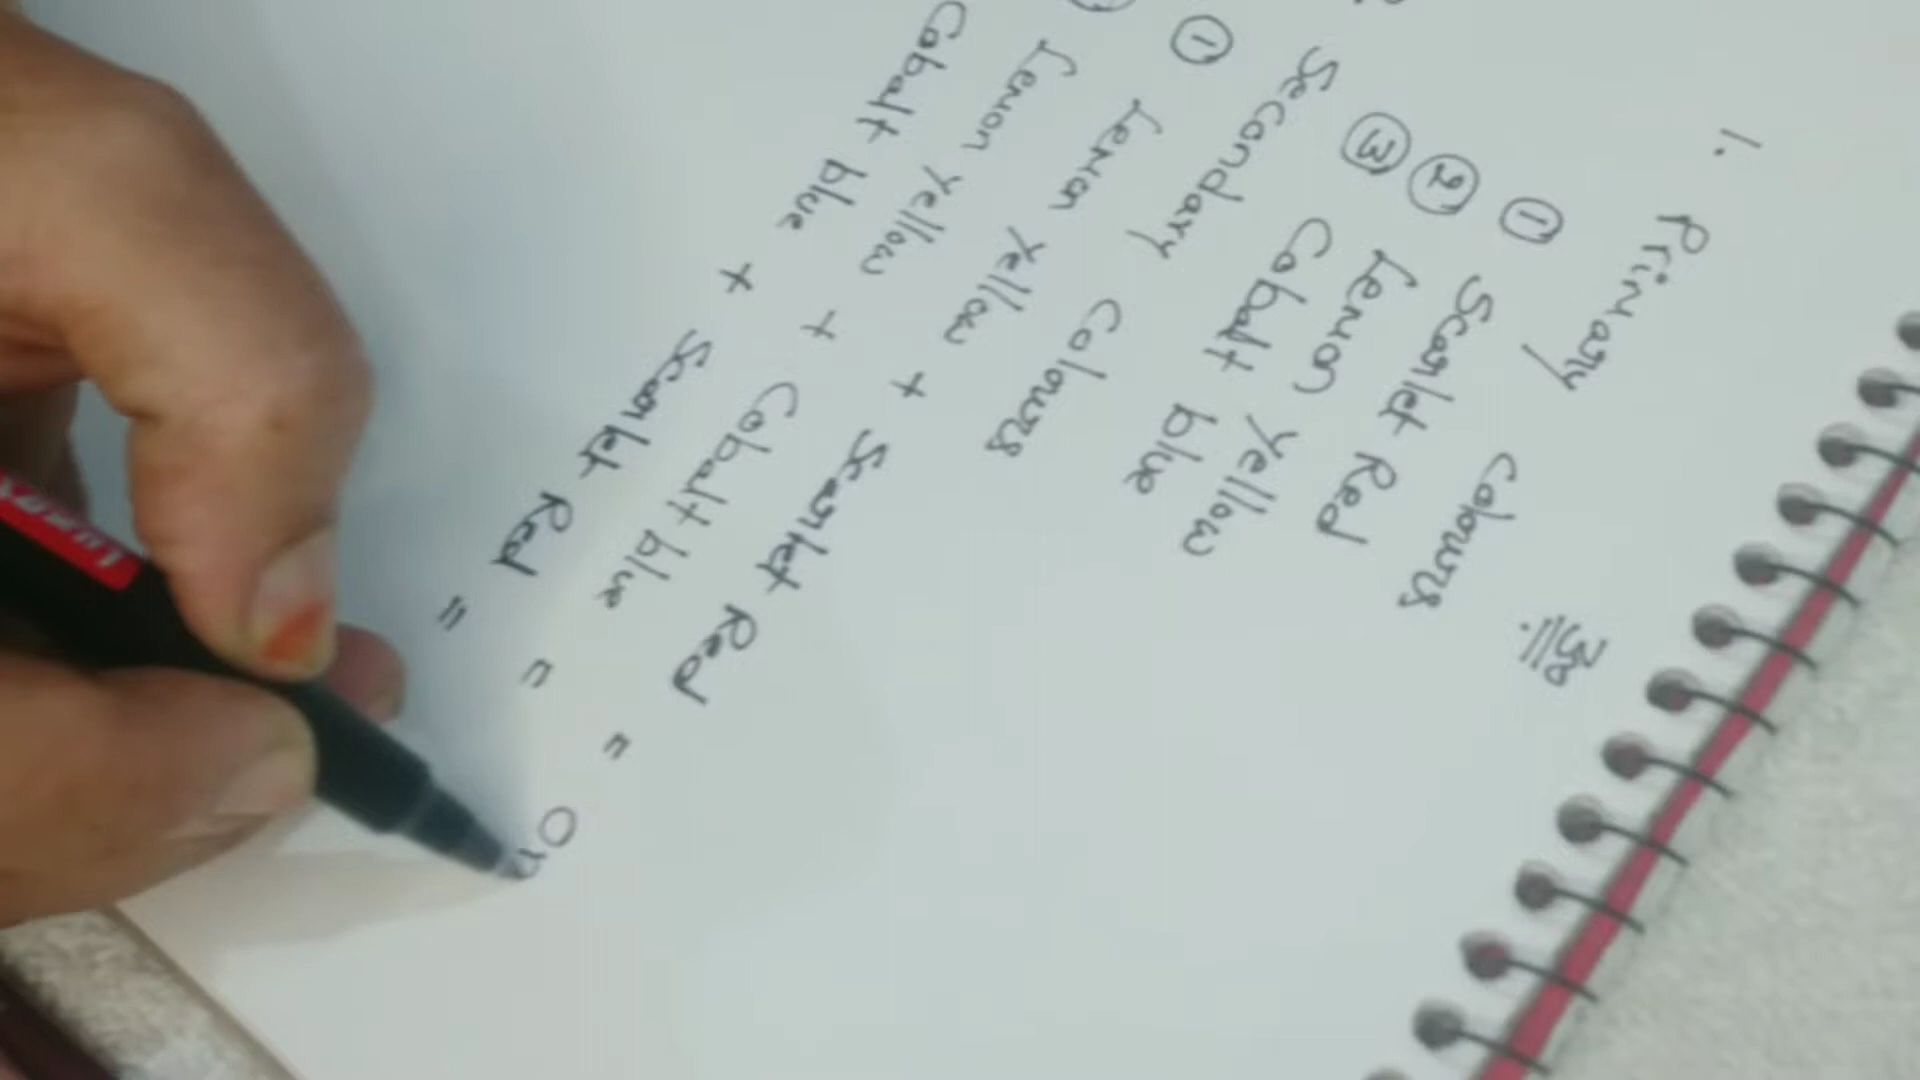 1. Primary colours
① Scarlet Red
② Lemon yellow
③ Cobalt blue
Secondary colours
① Lemon yellow + Scarlet Red = Or
Lemon yellow + Cobalt blue =
Cobalt blue + Scarlet Red =